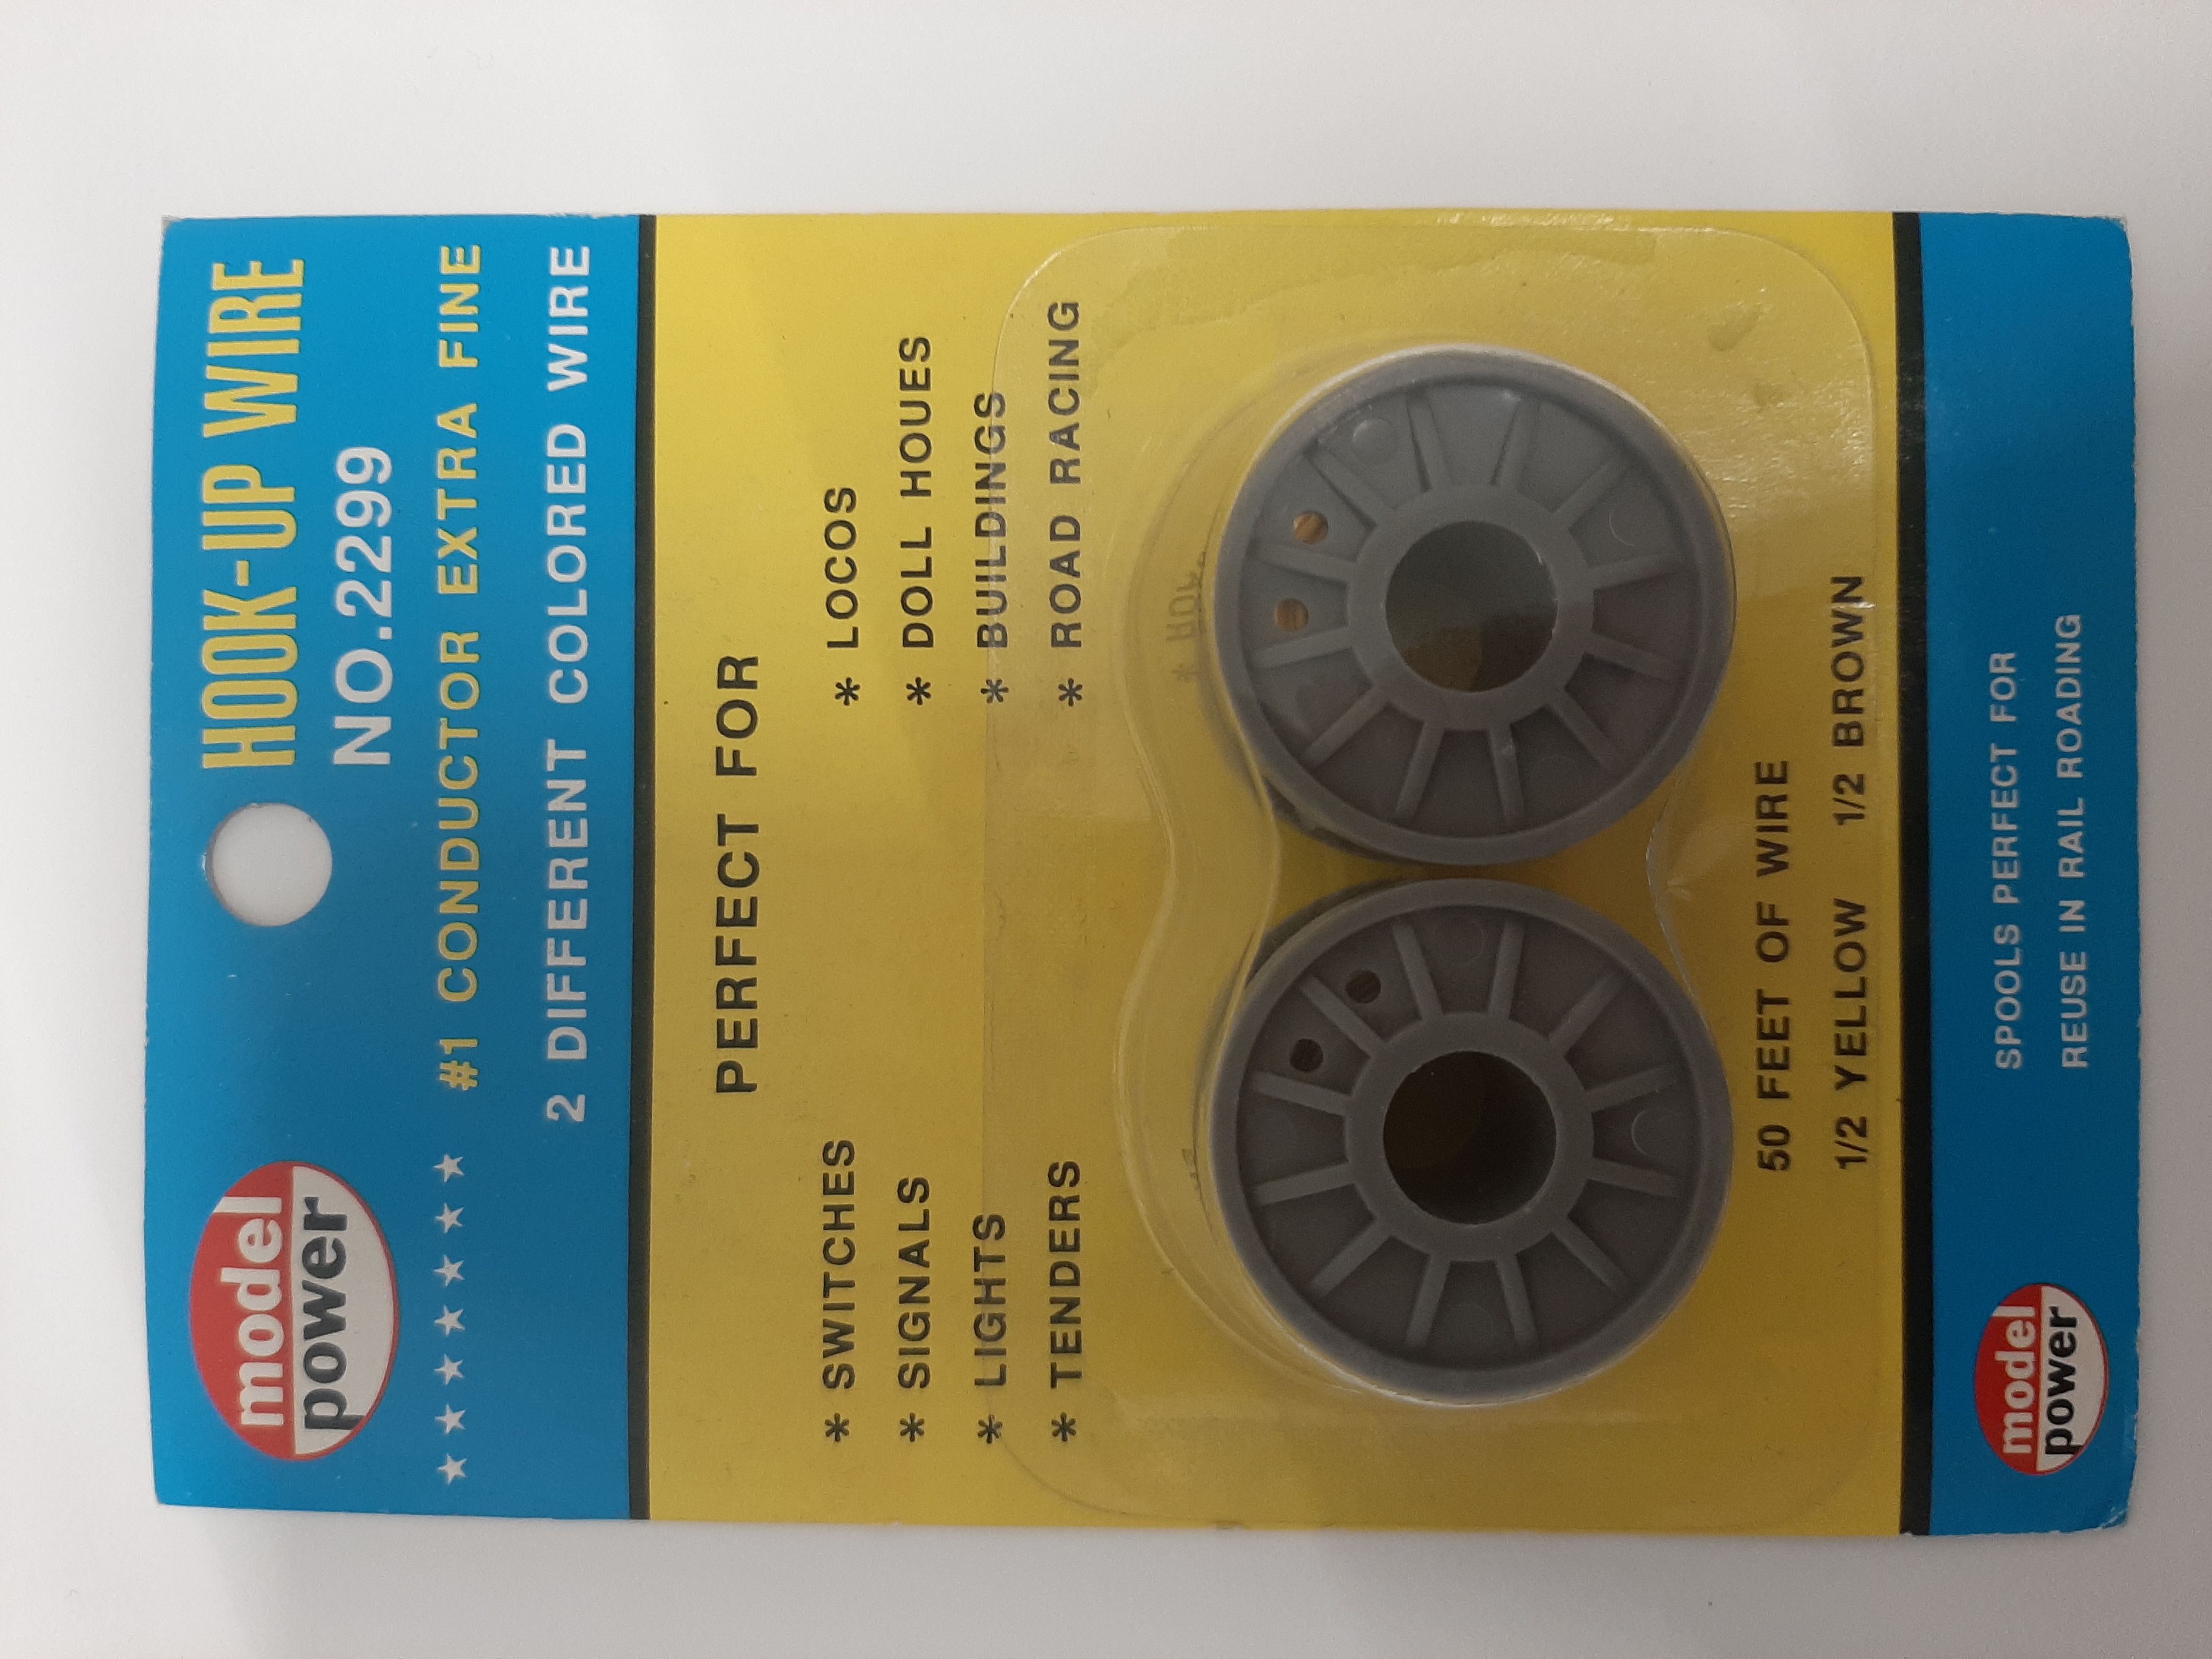 model
power
HOOK-UP WIRE
NO.2299
#1 CONDUCTOR EXTRA FINE
2 DIFFERENT COLORED WIRE
PERFECT FOR
* SWITCHES * LOCOS
* SIGNALS * DOLL HOUES
* LIGHTS * BUILDINGS
* TENDERS * ROAD RACING
50 FEET OF WIRE
1/2 YELLOW 1/2 BROWN
model
power
SPOOLS PERFECT FOR
REUSE IN RAIL ROADING